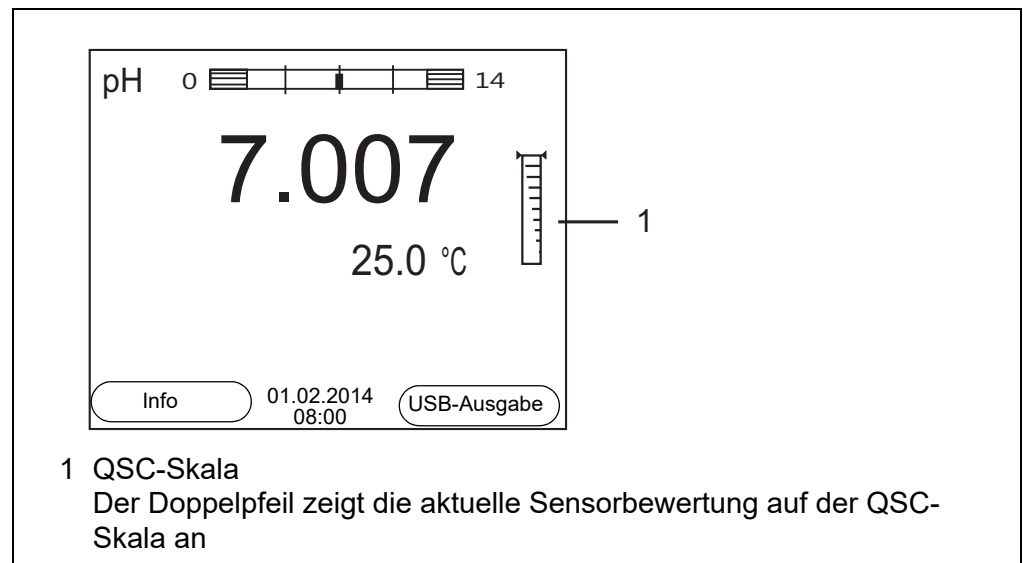 pH 0 14
7.007
1
25.0 °C
Info
01.02.2014
08:00
USB-Ausgabe
1 QSC-Skala
Der Doppelpfeil zeigt die aktuelle Sensorbewertung auf der QSC-
Skala an